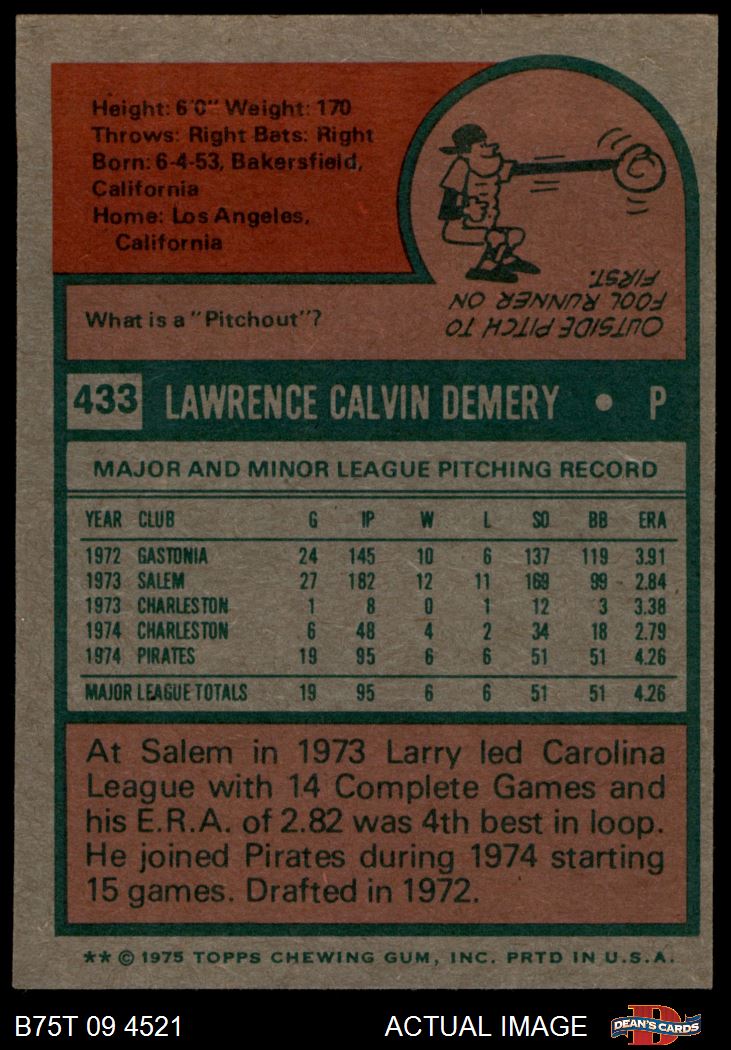 Height: 6'0" Weight: 170
Throws: Right Bats: Right
Born: 6-4-53, Bakersfield,
California
Home: Los Angeles,
California
What is a "Pitchout"?
OUTSIDE PITCH TO
FOOL RUNNER ON
FIRST.
433 LAWRENCE CALVIN DEMERY • P
MAJOR AND MINOR LEAGUE PITCHING RECORD
YEAR CLUB G IP W L SO BB ERA
1972 GASTONIA 24 145 10 6 137 119 3.91
1973 SALEM 27 182 12 11 169 99 2.84
1973 CHARLESTON 1 8 0 1 12 3 3.38
1974 CHARLESTON 6 48 4 2 34 18 2.79
1974 PIRATES 19 95 6 6 51 51 4.26
MAJOR LEAGUE TOTALS 19 95 6 6 51 51 4.26
At Salem in 1973 Larry led Carolina
League with 14 Complete Games and
his E.R.A. of 2.82 was 4th best in loop.
He joined Pirates during 1974 starting
15 games. Drafted in 1972.
** © 1975 TOPPS CHEWING GUM, INC. PRTD IN U.S.A.
B75T 09 4521 ACTUAL IMAGE DEAN'S CARDS